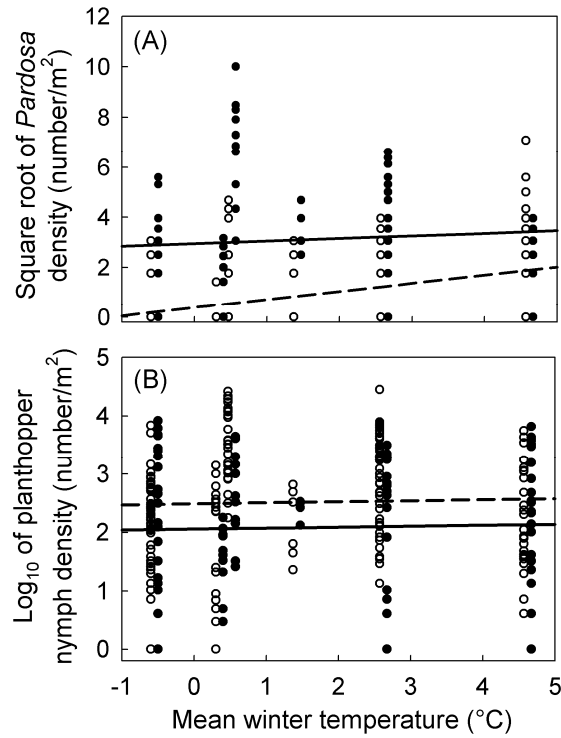 (A)
Square root of Pardosa
density (number/m²)
12
10
8
6
4
2
0
(B)
Log₁₀ of planthopper
nymph density (number/m²)
5
4
3
2
1
0
-1 0 1 2 3 4 5
Mean winter temperature (°C)